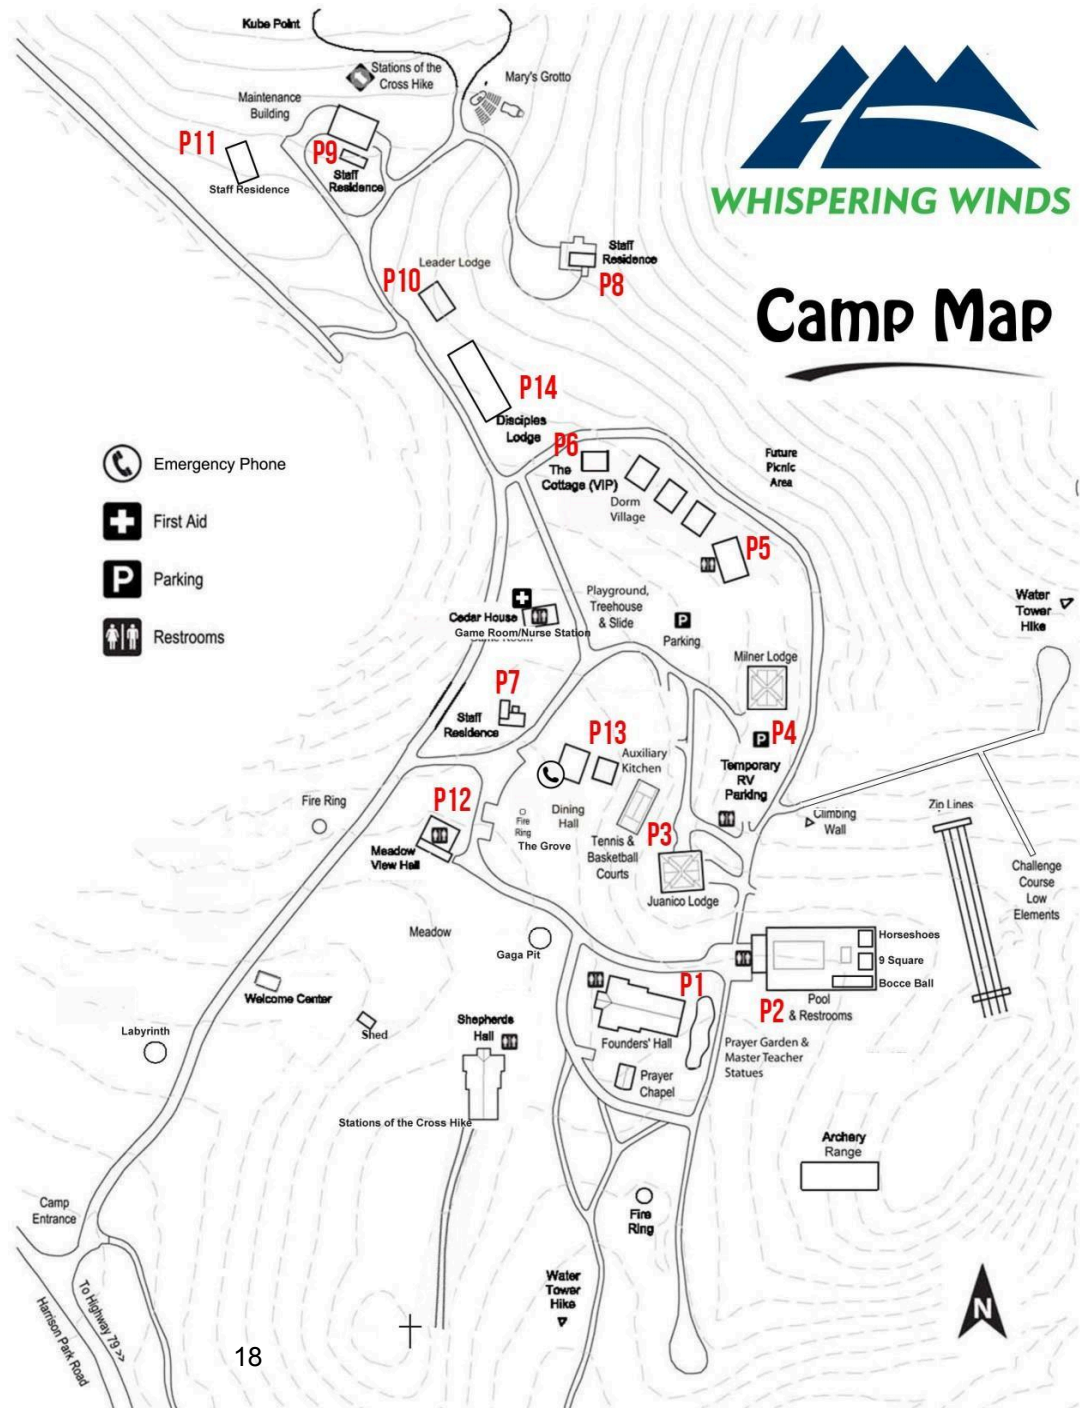 Kube Point
Stations of the
Cross Hike
Mary's Grotto
Maintenance
Building
P11
P9
Staff
Residence
Staff Residence
WHISPERING WINDS
Camp Map
Staff
Residence
P8
Leader Lodge
P10
P14
Disciples
Lodge
P6
The
Cottage (VIP)
Dorm
Village
Future
Picnic
Area
P5
Emergency Phone
First Aid
P
Parking
Restrooms
Cedar House
Game Room/Nurse Station
Playground,
Treehouse
& Slide
P
Parking
Water
Tower
Hike
Milner Lodge
P7
Staff
Residence
P13
Auxiliary
Kitchen
P
P4
Temporary
RV
Parking
Fire Ring
P12
Meadow
View Hall
Fire
Ring
The Grove
Dining
Hall
Tennis &
Basketball
Courts
P3
Juanico Lodge
Climbing
Wall
Zip Lines
Challenge
Course
Low
Elements
Meadow
Gaga Pit
Horseshoes
9 Square
Bocce Ball
P1
P2
Pool
& Restrooms
Welcome Center
Shed
Labyrinth
Shepherds
Hall
Founders' Hall
Prayer
Chapel
Prayer Garden &
Master Teacher
Statues
Stations of the Cross Hike
Archery
Range
Camp
Entrance
Fire
Ring
Water
Tower
Hike
To Highway 79 >>
Harrison Park Road
N
18